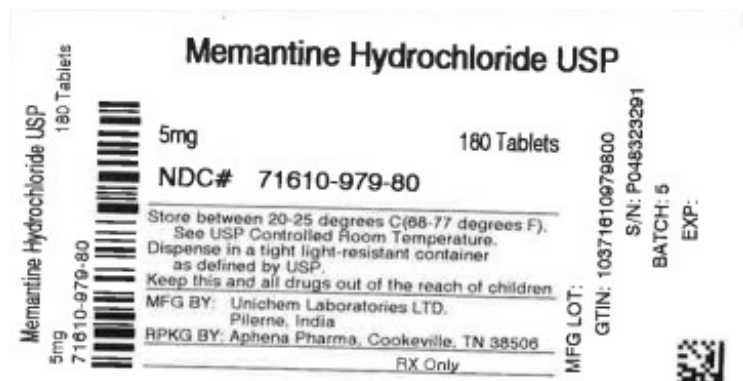 Memantine Hydrochloride USP
180 Tablets
5mg
71610-979-80
Memantine Hydrochloride USP
5mg 180 Tablets
NDC# 71610-979-80
Store between 20-25 degrees C(68-77 degrees F).
See USP Controlled Room Temperature.
Dispense in a tight light-resistant container
as defined by USP.
Keep this and all drugs out of the reach of children
MFG BY: Unichem Laboratories LTD.
Pilerne, India
RPKG BY: Aphena Pharma, Cookeville, TN 38506
RX Only
MFG LOT:
GTIN: 10371610979800
S/N: P048323291
BATCH: 5
EXP: